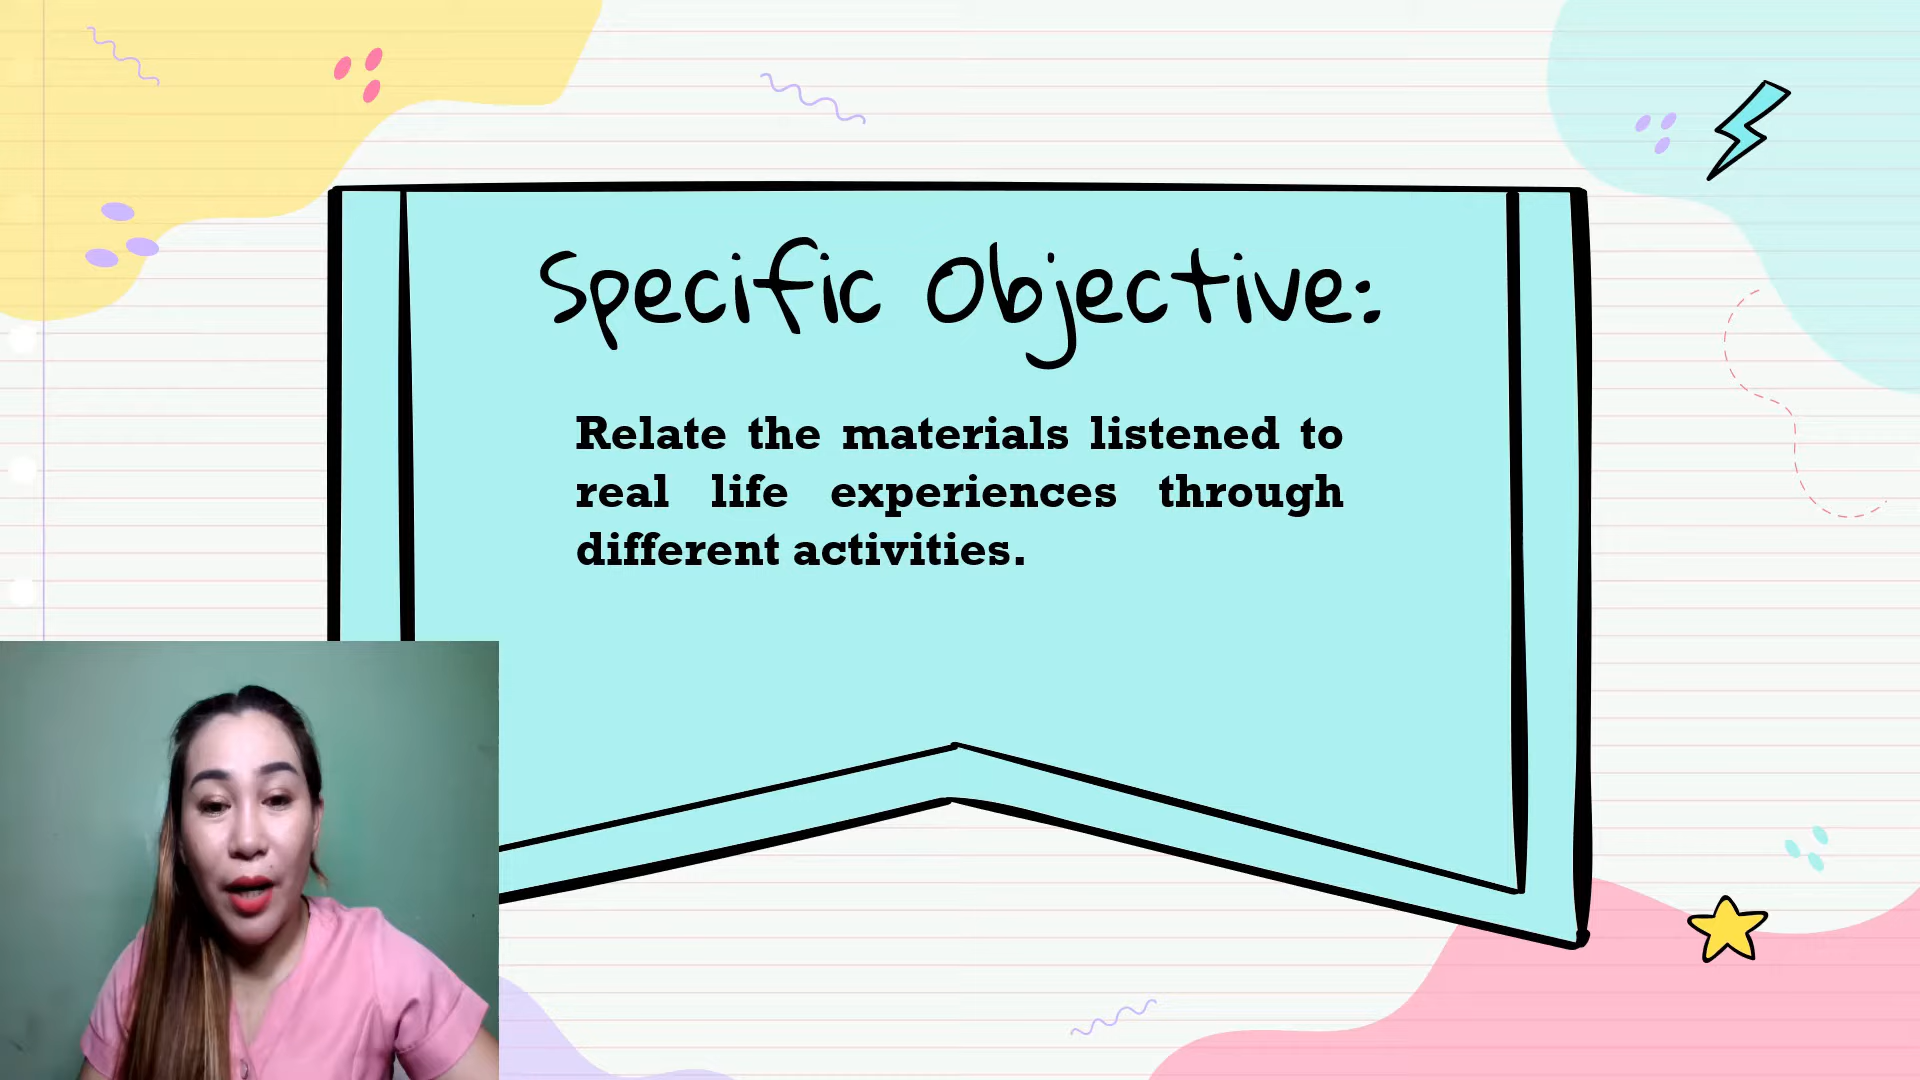 Specific Objective:
Relate the materials listened to
real life experiences through
different activities.